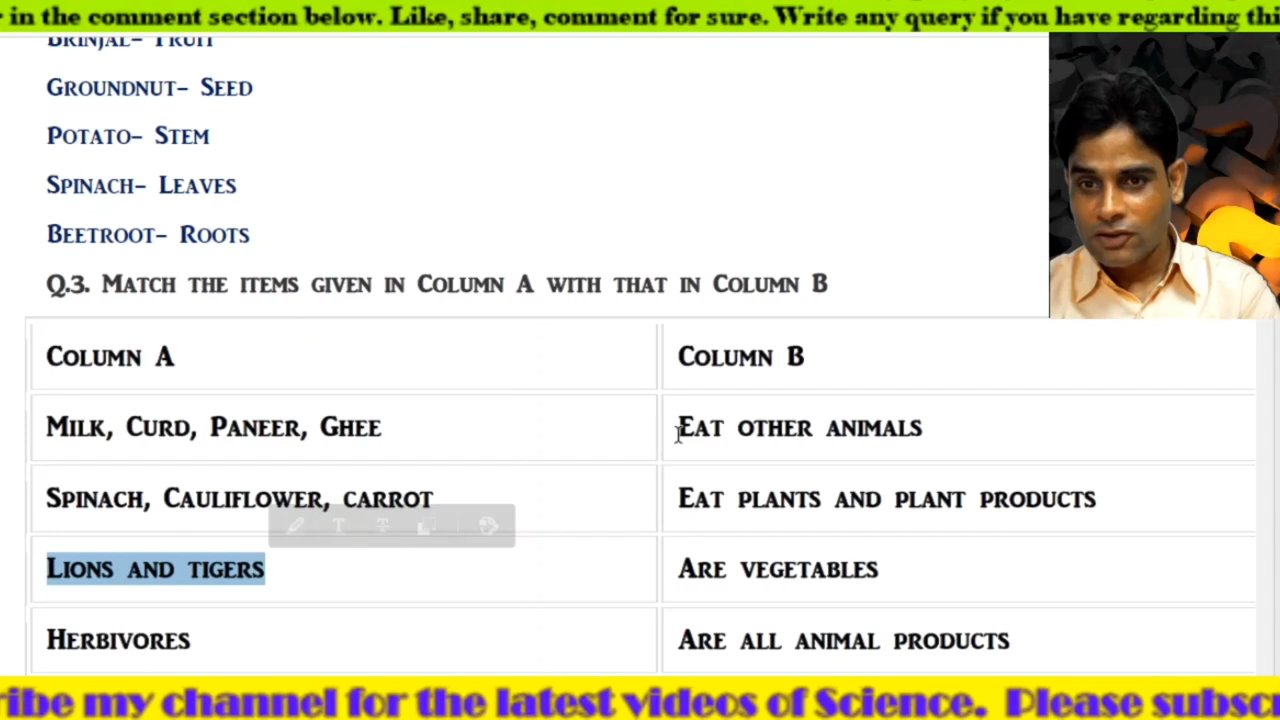 r in the comment section below. Like, share, comment for sure. Write any query if you have regarding thi
Brinjal- Fruit
Groundnut- Seed
Potato- Stem
Spinach- Leaves
Beetroot- Roots
Q.3. Match the items given in Column A with that in Column B
Column A
Column B
Milk, Curd, Paneer, Ghee
Eat other animals
Spinach, Cauliflower, carrot
Eat plants and plant products
Lions and tigers
Are vegetables
Herbivores
Are all animal products
ribe my channel for the latest videos of Science. Please subsc